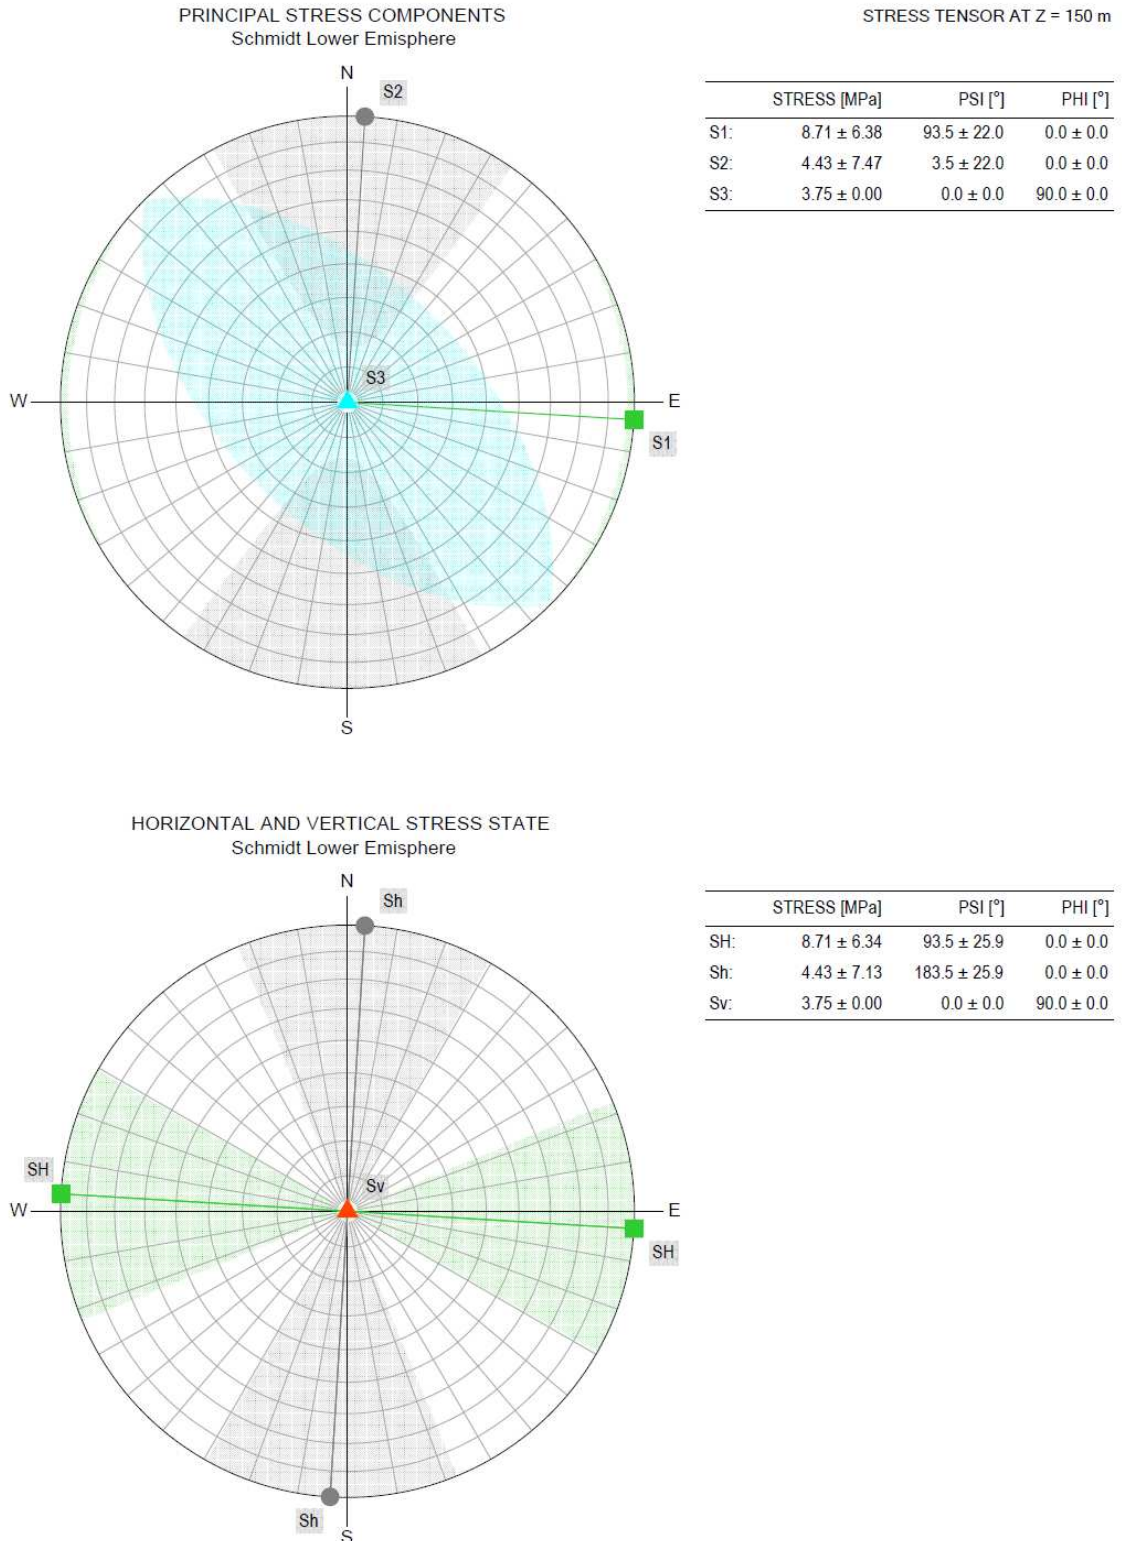 PRINCIPAL STRESS COMPONENTS
Schmidt Lower Emisphere
STRESS TENSOR AT Z = 150 m
N
S2
S3
W
E
S1
S
STRESS [MPa] PSI [°] PHI [°]
S1: 8.71 ± 6.38 93.5 ± 22.0 0.0 ± 0.0
S2: 4.43 ± 7.47 3.5 ± 22.0 0.0 ± 0.0
S3: 3.75 ± 0.00 0.0 ± 0.0 90.0 ± 0.0
HORIZONTAL AND VERTICAL STRESS STATE
Schmidt Lower Emisphere
N
Sh
SH
Sv
W
E
SH
Sh
S
STRESS [MPa] PSI [°] PHI [°]
SH: 8.71 ± 6.34 93.5 ± 25.9 0.0 ± 0.0
Sh: 4.43 ± 7.13 183.5 ± 25.9 0.0 ± 0.0
Sv: 3.75 ± 0.00 0.0 ± 0.0 90.0 ± 0.0